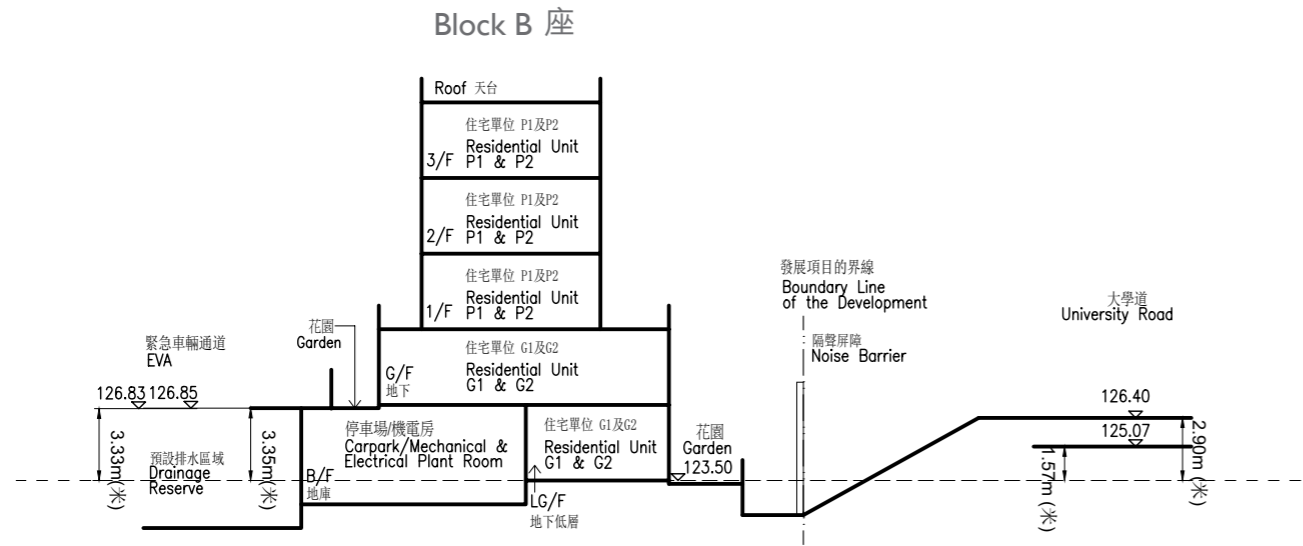 Block B 座
Roof 天台
住宅單位 P1及P2
Residential Unit
3/F P1 & P2
住宅單位 P1及P2
Residential Unit
2/F P1 & P2
住宅單位 P1及P2
Residential Unit
1/F P1 & P2
發展項目的界線
Boundary Line
of the Development
大學道
University Road
花園
Garden
緊急車輛通道
EVA
住宅單位 G1及G2
Residential Unit
G1 & G2
G/F
地下
隔聲屏障
Noise Barrier
126.83 126.85
126.40
125.07
3.33m(米)
3.35m(米)
預設排水區域
Drainage
Reserve
停車場/機電房
Carpark/Mechanical &
Electrical Plant Room
B/F
地庫
住宅單位 G1及G2
Residential Unit
G1 & G2
LG/F
地下低層
花園
Garden
123.50
1.57m (米)
2.90m (米)